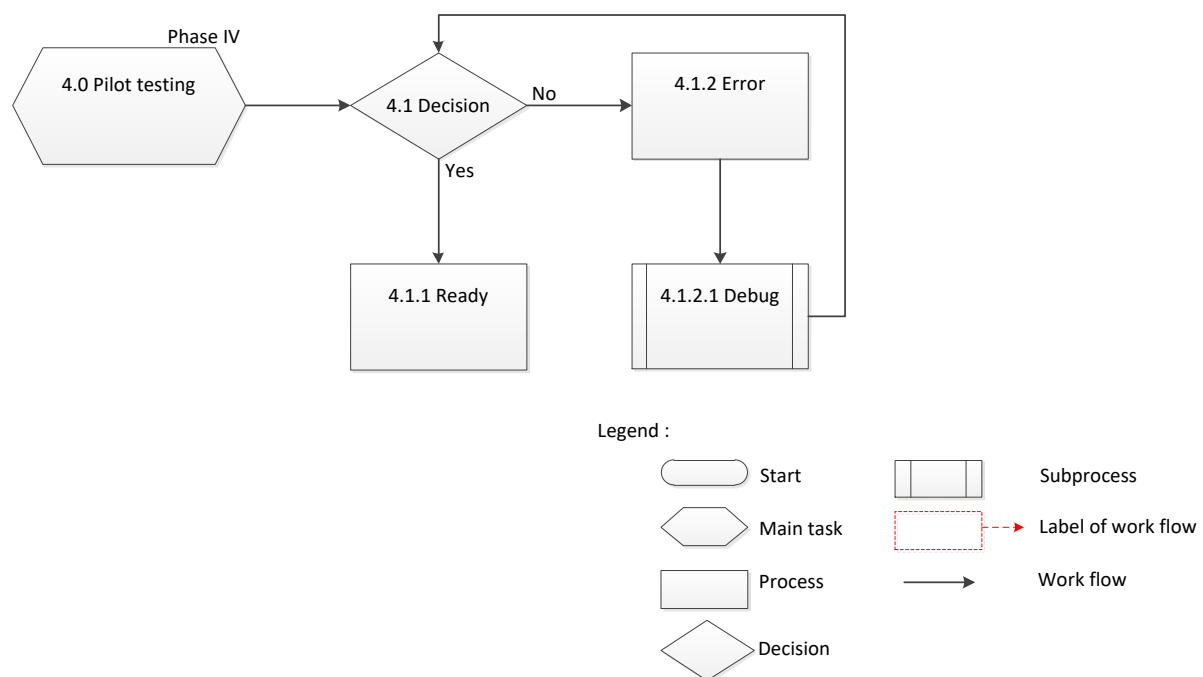 Phase IV
4.0 Pilot testing
4.1 Decision
No
4.1.2 Error
Yes
4.1.1 Ready
4.1.2.1 Debug
Legend :
Start
Subprocess
Main task
Label of work flow
Process
Work flow
Decision